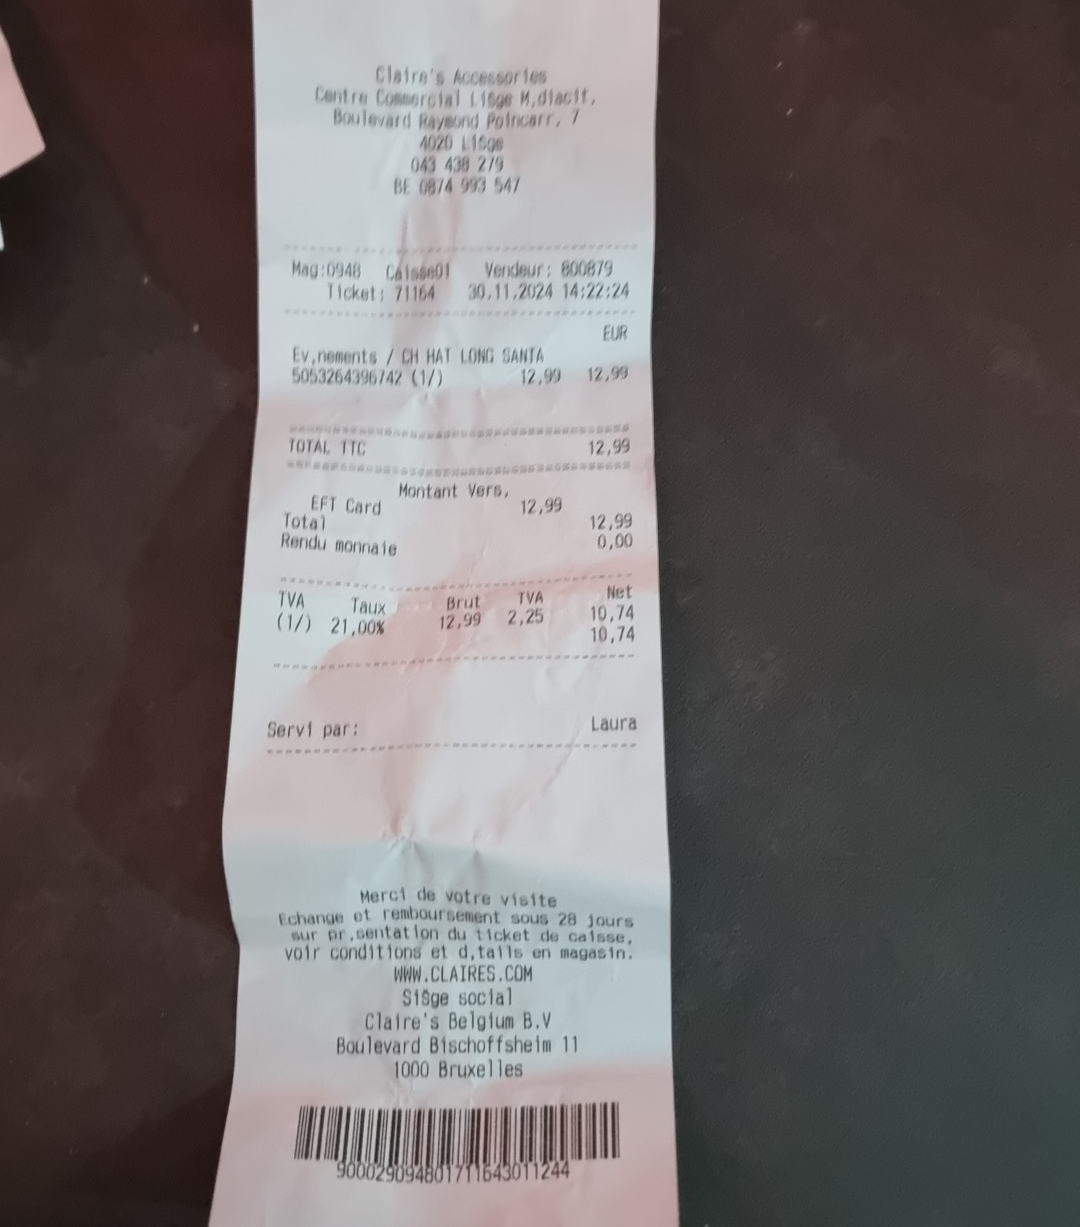 Claire's Accessories
Centre Commercial LiŠge M‚diacit‚
Boulevard Raymond Poincarr‚ 7
4020 LiŠge
043 438 279
BE 0874 993 547
Mag:0948 Caisse01 Vendeur: 800879
Ticket: 71164 30.11.2024 14:22:24
EUR
Ev‚nements / CH HAT LONG SANTA
5053264396742 (1/) 12,99 12,99
TOTAL TTC 12,99
Montant Vers‚
EFT Card 12,99
Total 12,99
Rendu monnaie 0,00
TVA Taux Brut TVA Net
(1/) 21,00% 12,99 2,25 10,74
10,74
Servi par: Laura
Merci de votre visite
Echange et remboursement sous 28 jours
sur pr‚sentation du ticket de caisse,
voir conditions et d‚tails en magasin.
WWW.CLAIRES.COM
SiŠge social
Claire's Belgium B.V
Boulevard Bischoffsheim 11
1000 Bruxelles
900029094801711643011244